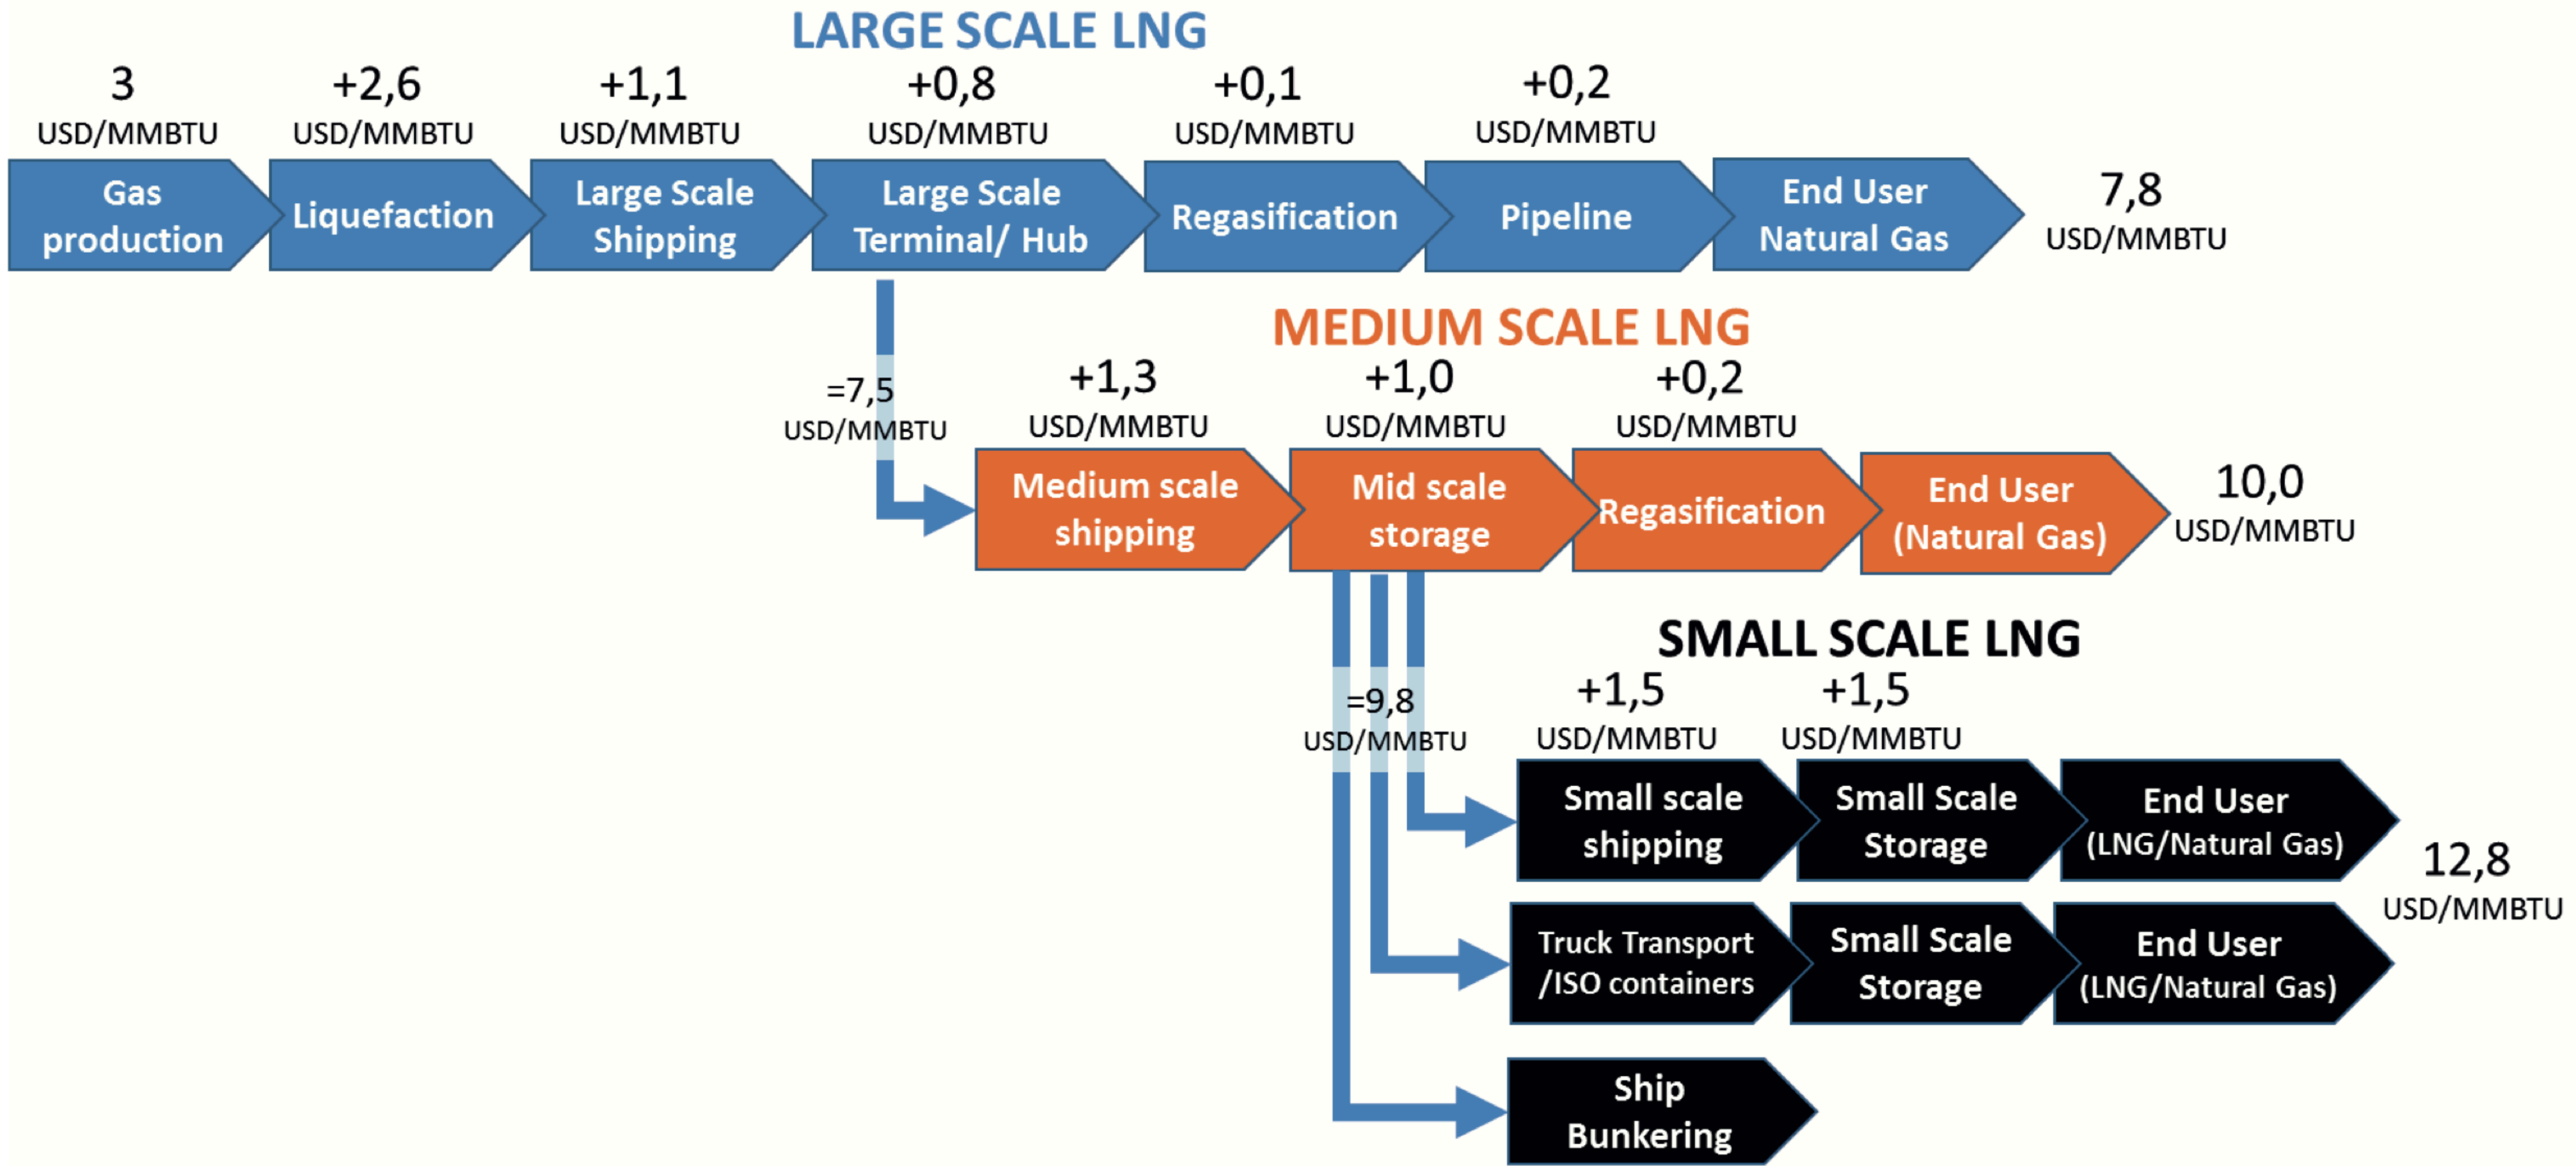 LARGE SCALE LNG
3
USD/MMBTU
+2,6
USD/MMBTU
+1,1
USD/MMBTU
+0,8
USD/MMBTU
+0,1
USD/MMBTU
+0,2
USD/MMBTU
Gas
production
Liquefaction
Large Scale
Shipping
Large Scale
Terminal/ Hub
Regasification
Pipeline
End User
Natural Gas
7,8
USD/MMBTU
MEDIUM SCALE LNG
=7,5
USD/MMBTU
+1,3
USD/MMBTU
+1,0
USD/MMBTU
+0,2
USD/MMBTU
Medium scale
shipping
Mid scale
storage
Regasification
End User
(Natural Gas)
10,0
USD/MMBTU
SMALL SCALE LNG
=9,8
USD/MMBTU
+1,5
USD/MMBTU
+1,5
USD/MMBTU
Small scale
shipping
Small Scale
Storage
End User
(LNG/Natural Gas)
12,8
USD/MMBTU
Truck Transport
/ISO containers
Small Scale
Storage
End User
(LNG/Natural Gas)
Ship
Bunkering